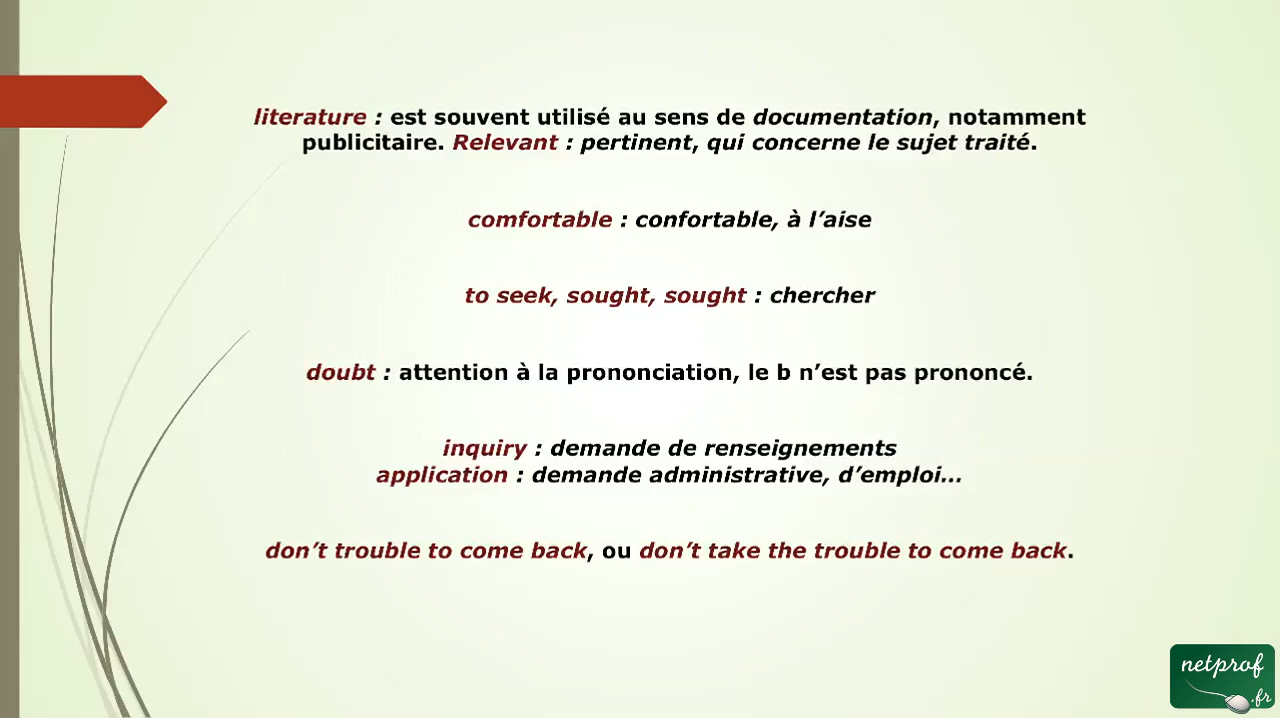 literature : est souvent utilisé au sens de documentation, notamment
publicitaire. Relevant : pertinent, qui concerne le sujet traité.
comfortable : confortable, à l’aise
to seek, sought, sought : chercher
doubt : attention à la prononciation, le b n’est pas prononcé.
inquiry : demande de renseignements
application : demande administrative, d’emploi…
don’t trouble to come back, ou don’t take the trouble to come back.
netprof
.fr